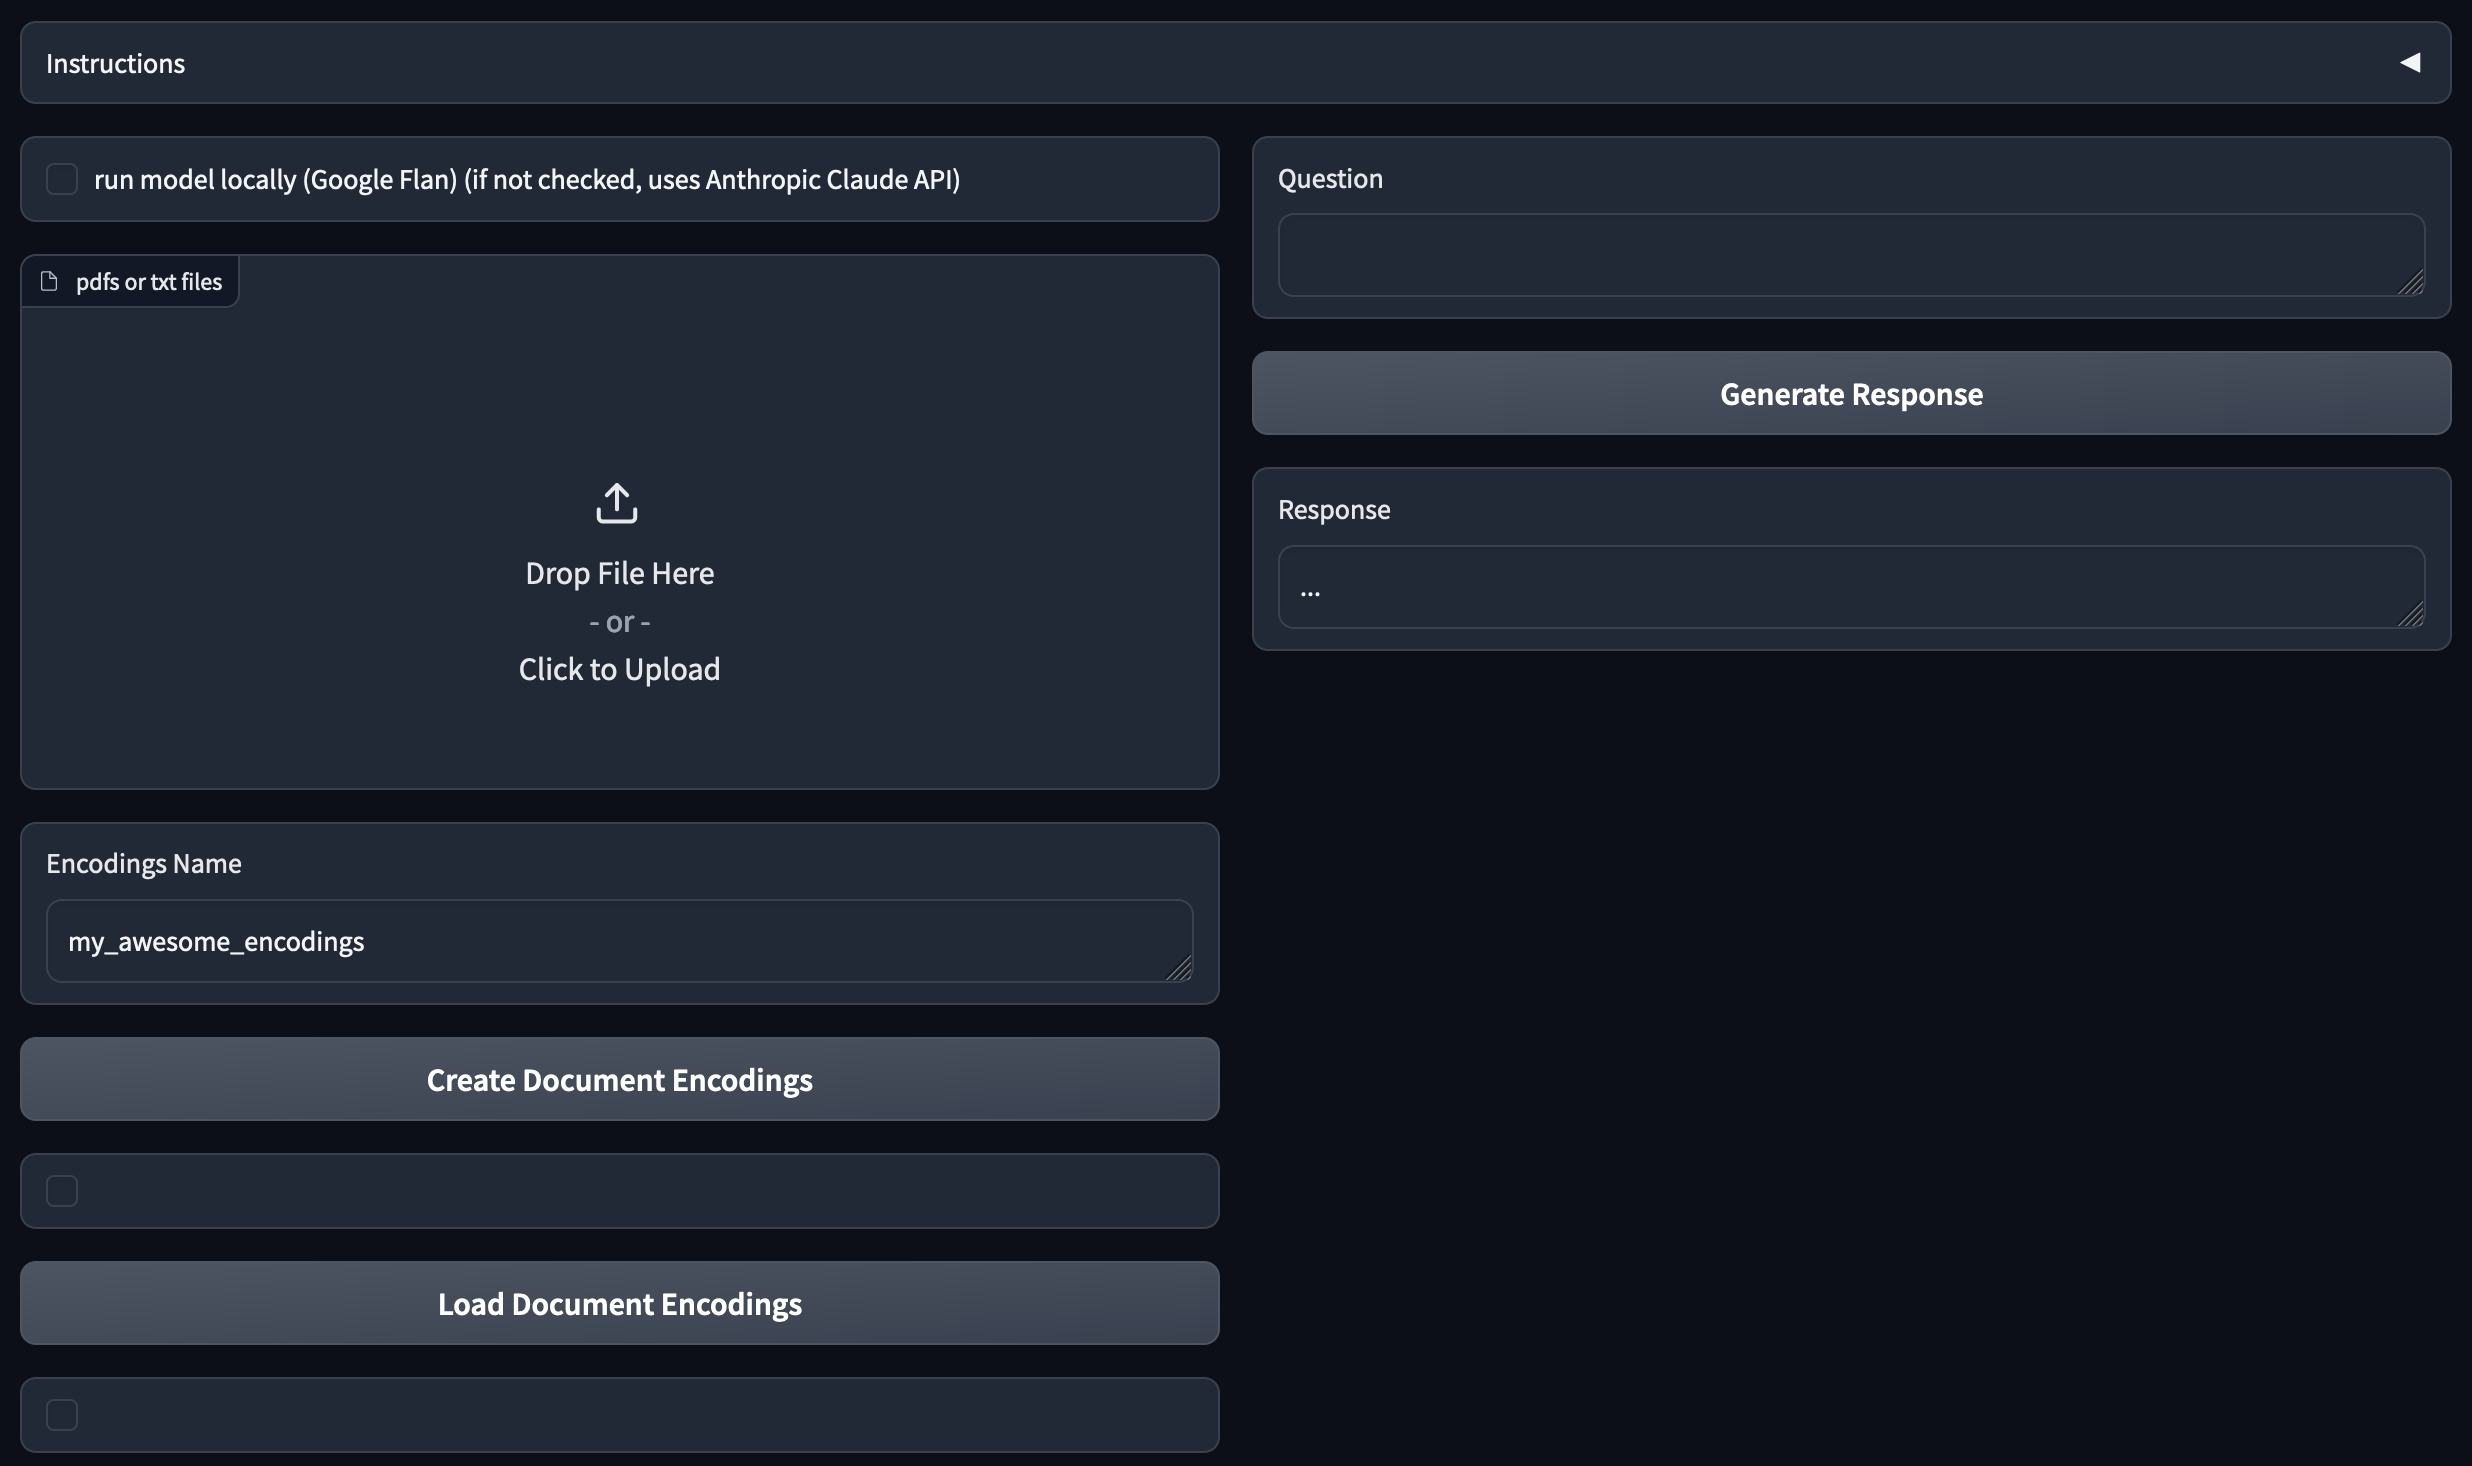 Instructions
run model locally (Google Flan) (if not checked, uses Anthropic Claude API)
pdfs or txt files
Drop File Here
- or -
Click to Upload
Encodings Name
my_awesome_encodings
Create Document Encodings
Load Document Encodings
Question
Generate Response
Response
...